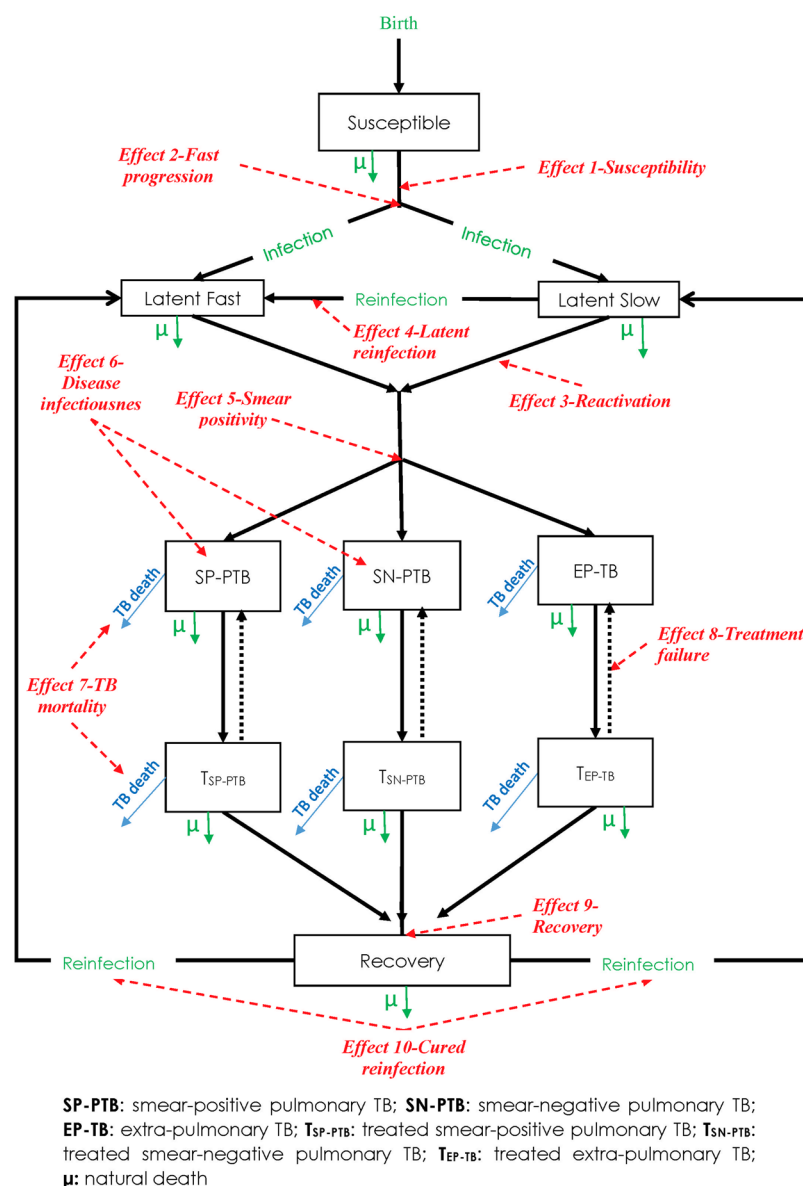 Birth
Susceptible
μ
Effect 2-Fast
progression
Effect 1-Susceptibility
Infection
Infection
Latent Fast
Reinfection
Latent Slow
μ
μ
Effect 4-Latent
reinfection
Effect 6-
Disease
infectiousnes
Effect 5-Smear
positivity
Effect 3-Reactivation
SP-PTB
SN-PTB
EP-TB
TB death
TB death
TB death
μ
μ
μ
Effect 8-Treatment
failure
Effect 7-TB
mortality
TSP-PTB
TSN-PTB
TEP-TB
TB death
TB death
TB death
μ
μ
μ
Effect 9-
Recovery
Reinfection
Recovery
Reinfection
μ
Effect 10-Cured
reinfection
SP-PTB: smear-positive pulmonary TB; SN-PTB: smear-negative pulmonary TB;
EP-TB: extra-pulmonary TB; TSP-PTB: treated smear-positive pulmonary TB; TSN-PTB:
treated smear-negative pulmonary TB; TEP-TB: treated extra-pulmonary TB;
μ: natural death